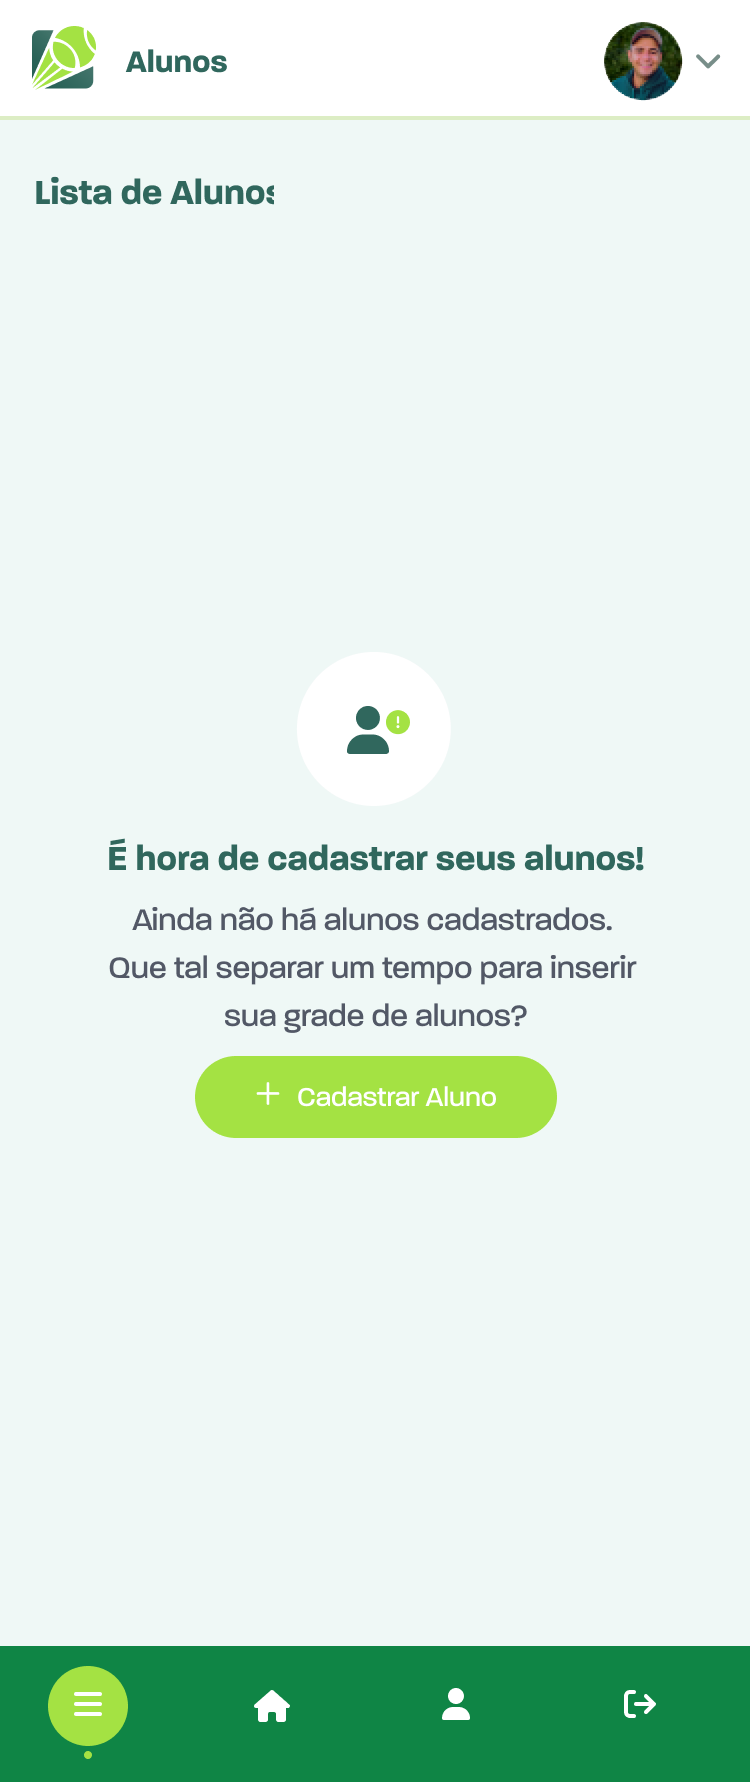 Alunos
Lista de Alunos
É hora de cadastrar seus alunos!
Ainda não há alunos cadastrados.
Que tal separar um tempo para inserir
sua grade de alunos?
Cadastrar Aluno